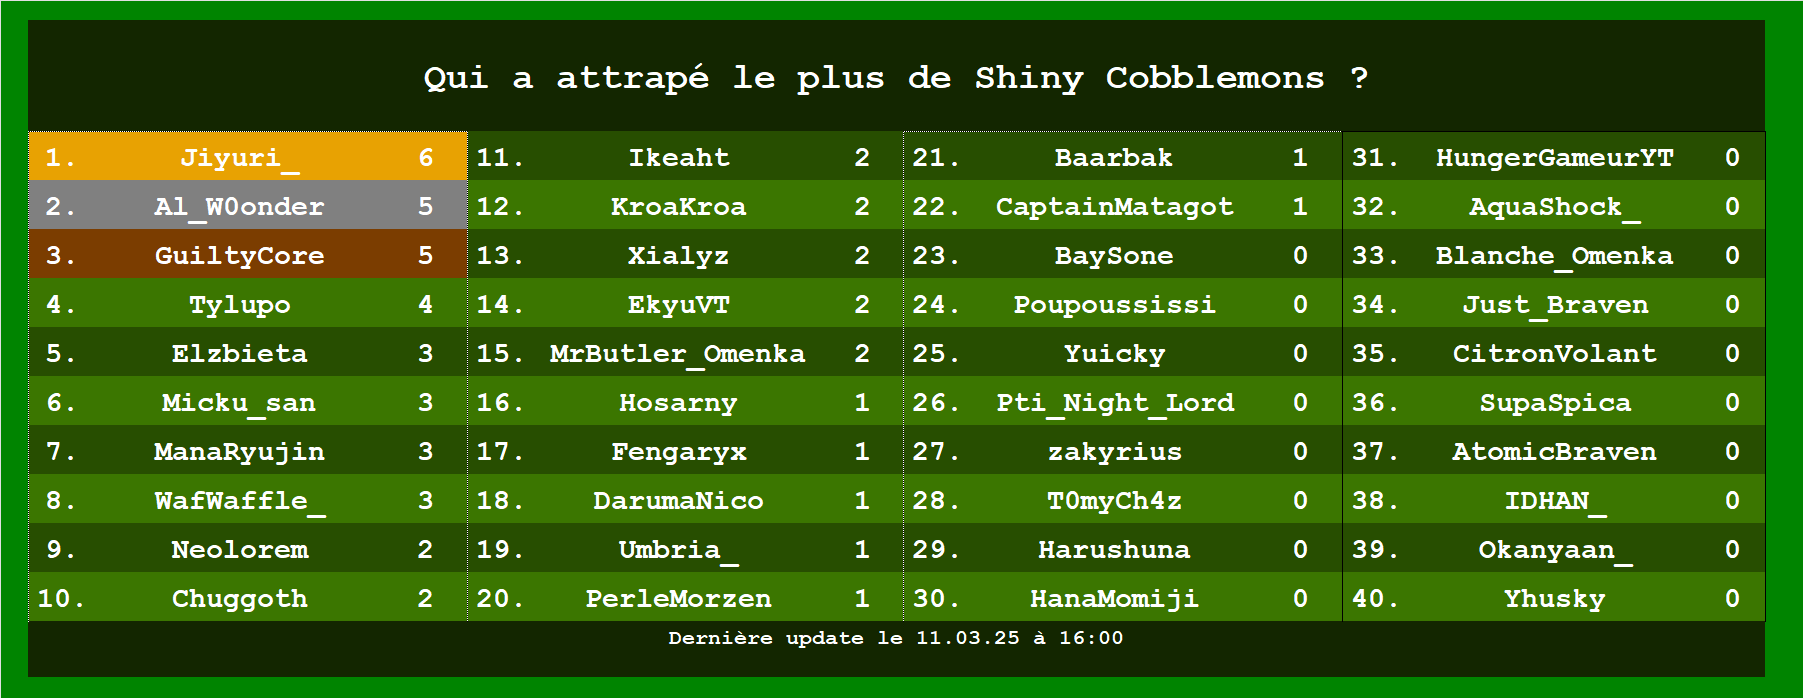 Qui a attrapé le plus de Shiny Cobblemons ?
1. Jiyuri_ 6 11. Ikeaht 2 21. Baarbak 1 31. HungerGameurYT 0
2. Al_W0onder 5 12. KroaKroa 2 22. CaptainMatagot 1 32. AquaShock_ 0
3. GuiltyCore 5 13. Xialyz 2 23. BaySone 0 33. Blanche_Omenka 0
4. Tylupo 4 14. EkyuVT 2 24. Poupoussissi 0 34. Just_Braven 0
5. Elzbieta 3 15. MrButler_Omenka 2 25. Yuicky 0 35. CitronVolant 0
6. Micku_san 3 16. Hosarny 1 26. Pti_Night_Lord 0 36. SupaSpica 0
7. ManaRyujin 3 17. Fengaryx 1 27. zakyrius 0 37. AtomicBraven 0
8. WafWaffle_ 3 18. DarumaNico 1 28. T0myCh4z 0 38. IDHAN_ 0
9. Neolorem 2 19. Umbria_ 1 29. Harushuna 0 39. Okanyaan_ 0
10. Chuggoth 2 20. PerleMorzen 1 30. HanaMomiji 0 40. Yhusky 0
Dernière update le 11.03.25 à 16:00